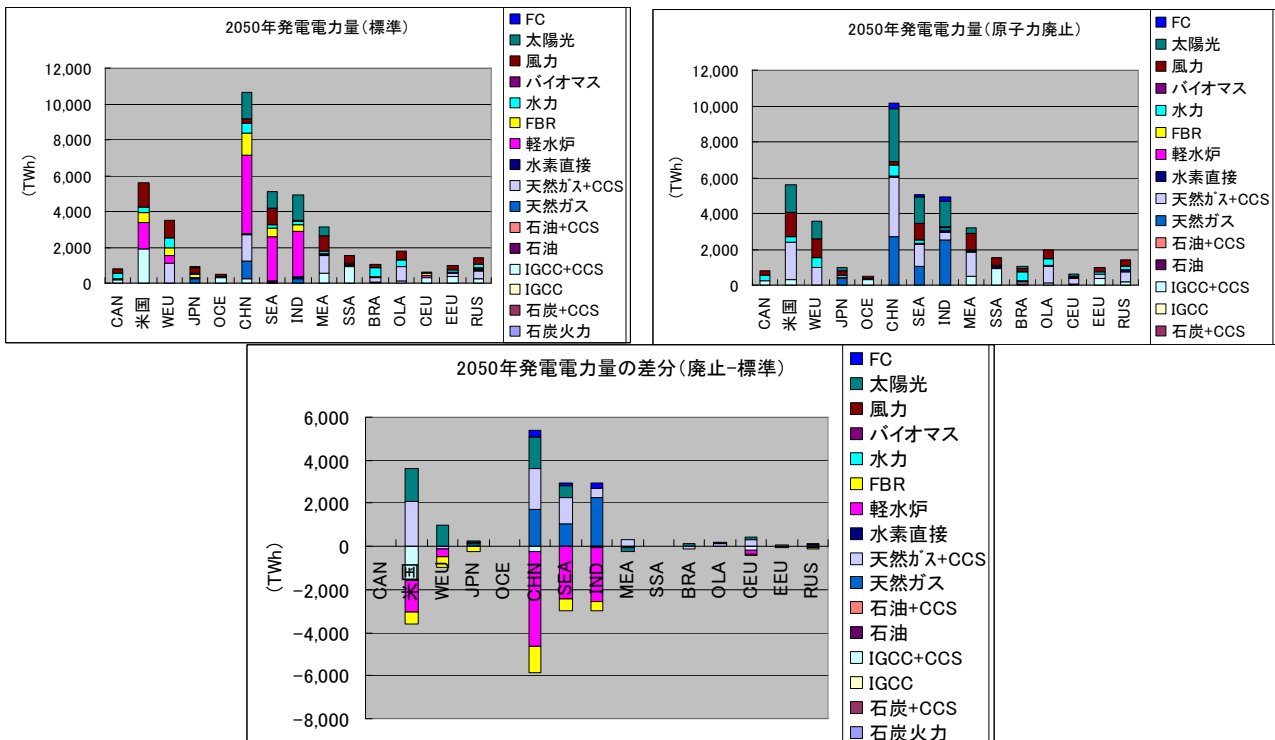 2050年発電電力量(標準)
(TWh)
12,000
10,000
8,000
6,000
4,000
2,000
0
CAN
米国
WEU
JPN
OCE
CHN
SEA
IND
MEA
SSA
BRA
OLA
CEU
EEU
RUS
FC
太陽光
風力
バイオマス
水力
FBR
軽水炉
水素直接
天然ガス+CCS
天然ガス
石油+CCS
石油
IGCC+CCS
IGCC
石炭+CCS
石炭火力
2050年発電電力量(原子力廃止)
(TWh)
12,000
10,000
8,000
6,000
4,000
2,000
0
CAN
米国
WEU
JPN
OCE
CHN
SEA
IND
MEA
SSA
BRA
OLA
CEU
EEU
RUS
FC
太陽光
風力
バイオマス
水力
FBR
軽水炉
水素直接
天然ガス+CCS
天然ガス
石油+CCS
石油
IGCC+CCS
IGCC
石炭+CCS
石炭火力
2050年発電電力量の差分(廃止-標準)
(TWh)
6,000
4,000
2,000
0
−2,000
−4,000
−6,000
−8,000
CAN
米国
WEU
JPN
OCE
CHN
SEA
IND
MEA
SSA
BRA
OLA
CEU
EEU
RUS
FC
太陽光
風力
バイオマス
水力
FBR
軽水炉
水素直接
天然ガス+CCS
天然ガス
石油+CCS
石油
IGCC+CCS
IGCC
石炭+CCS
石炭火力